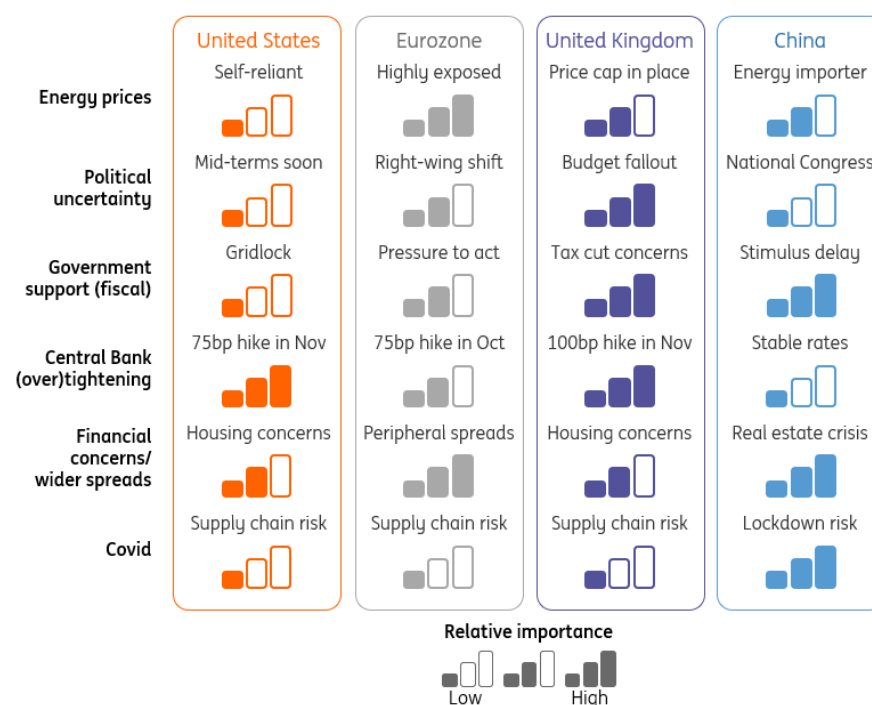 United States Eurozone United Kingdom China
Energy prices
Self-reliant Highly exposed Price cap in place Energy importer
Political
uncertainty
Mid-terms soon Right-wing shift Budget fallout National Congress
Government
support (fiscal)
Gridlock Pressure to act Tax cut concerns Stimulus delay
Central Bank
(over)tightening
75bp hike in Nov 75bp hike in Oct 100bp hike in Nov Stable rates
Financial
concerns/
wider spreads
Housing concerns Peripheral spreads Housing concerns Real estate crisis
Covid
Supply chain risk Supply chain risk Supply chain risk Lockdown risk
Relative importance
Low High